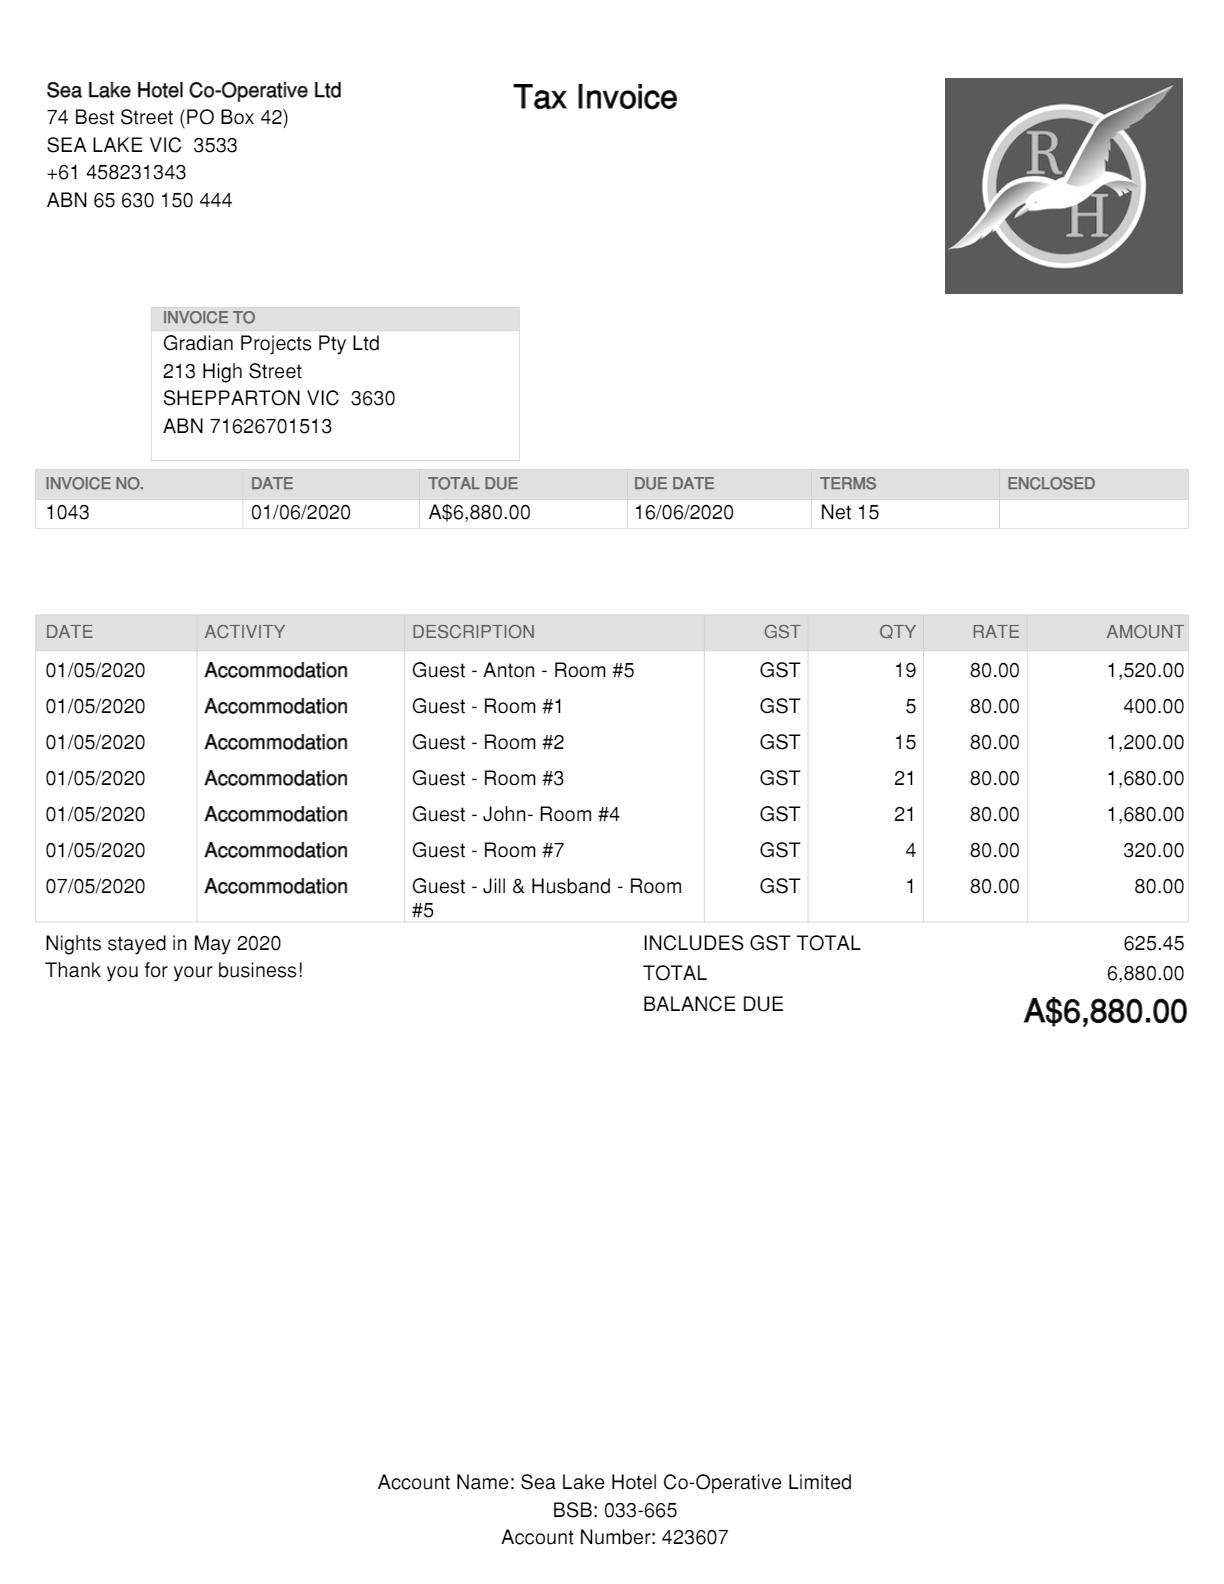 Sea Lake Hotel Co-Operative Ltd
74 Best Street (PO Box 42)
SEA LAKE VIC  3533
+61 458231343
ABN 65 630 150 444
Tax Invoice
R
H
INVOICE TO
Gradian Projects Pty Ltd
213 High Street
SHEPPARTON VIC  3630
ABN 71626701513
INVOICE NO. DATE TOTAL DUE DUE DATE TERMS ENCLOSED
1043 01/06/2020 A$6,880.00 16/06/2020 Net 15
DATE ACTIVITY DESCRIPTION GST QTY RATE AMOUNT
01/05/2020 Accommodation Guest - Anton - Room #5 GST 19 80.00 1,520.00
01/05/2020 Accommodation Guest - Room #1 GST 5 80.00 400.00
01/05/2020 Accommodation Guest - Room #2 GST 15 80.00 1,200.00
01/05/2020 Accommodation Guest - Room #3 GST 21 80.00 1,680.00
01/05/2020 Accommodation Guest - John- Room #4 GST 21 80.00 1,680.00
01/05/2020 Accommodation Guest - Room #7 GST 4 80.00 320.00
07/05/2020 Accommodation Guest - Jill & Husband - Room GST 1 80.00 80.00
#5
Nights stayed in May 2020
Thank you for your business!
INCLUDES GST TOTAL 625.45
TOTAL 6,880.00
BALANCE DUE A$6,880.00
Account Name: Sea Lake Hotel Co-Operative Limited
BSB: 033-665
Account Number: 423607